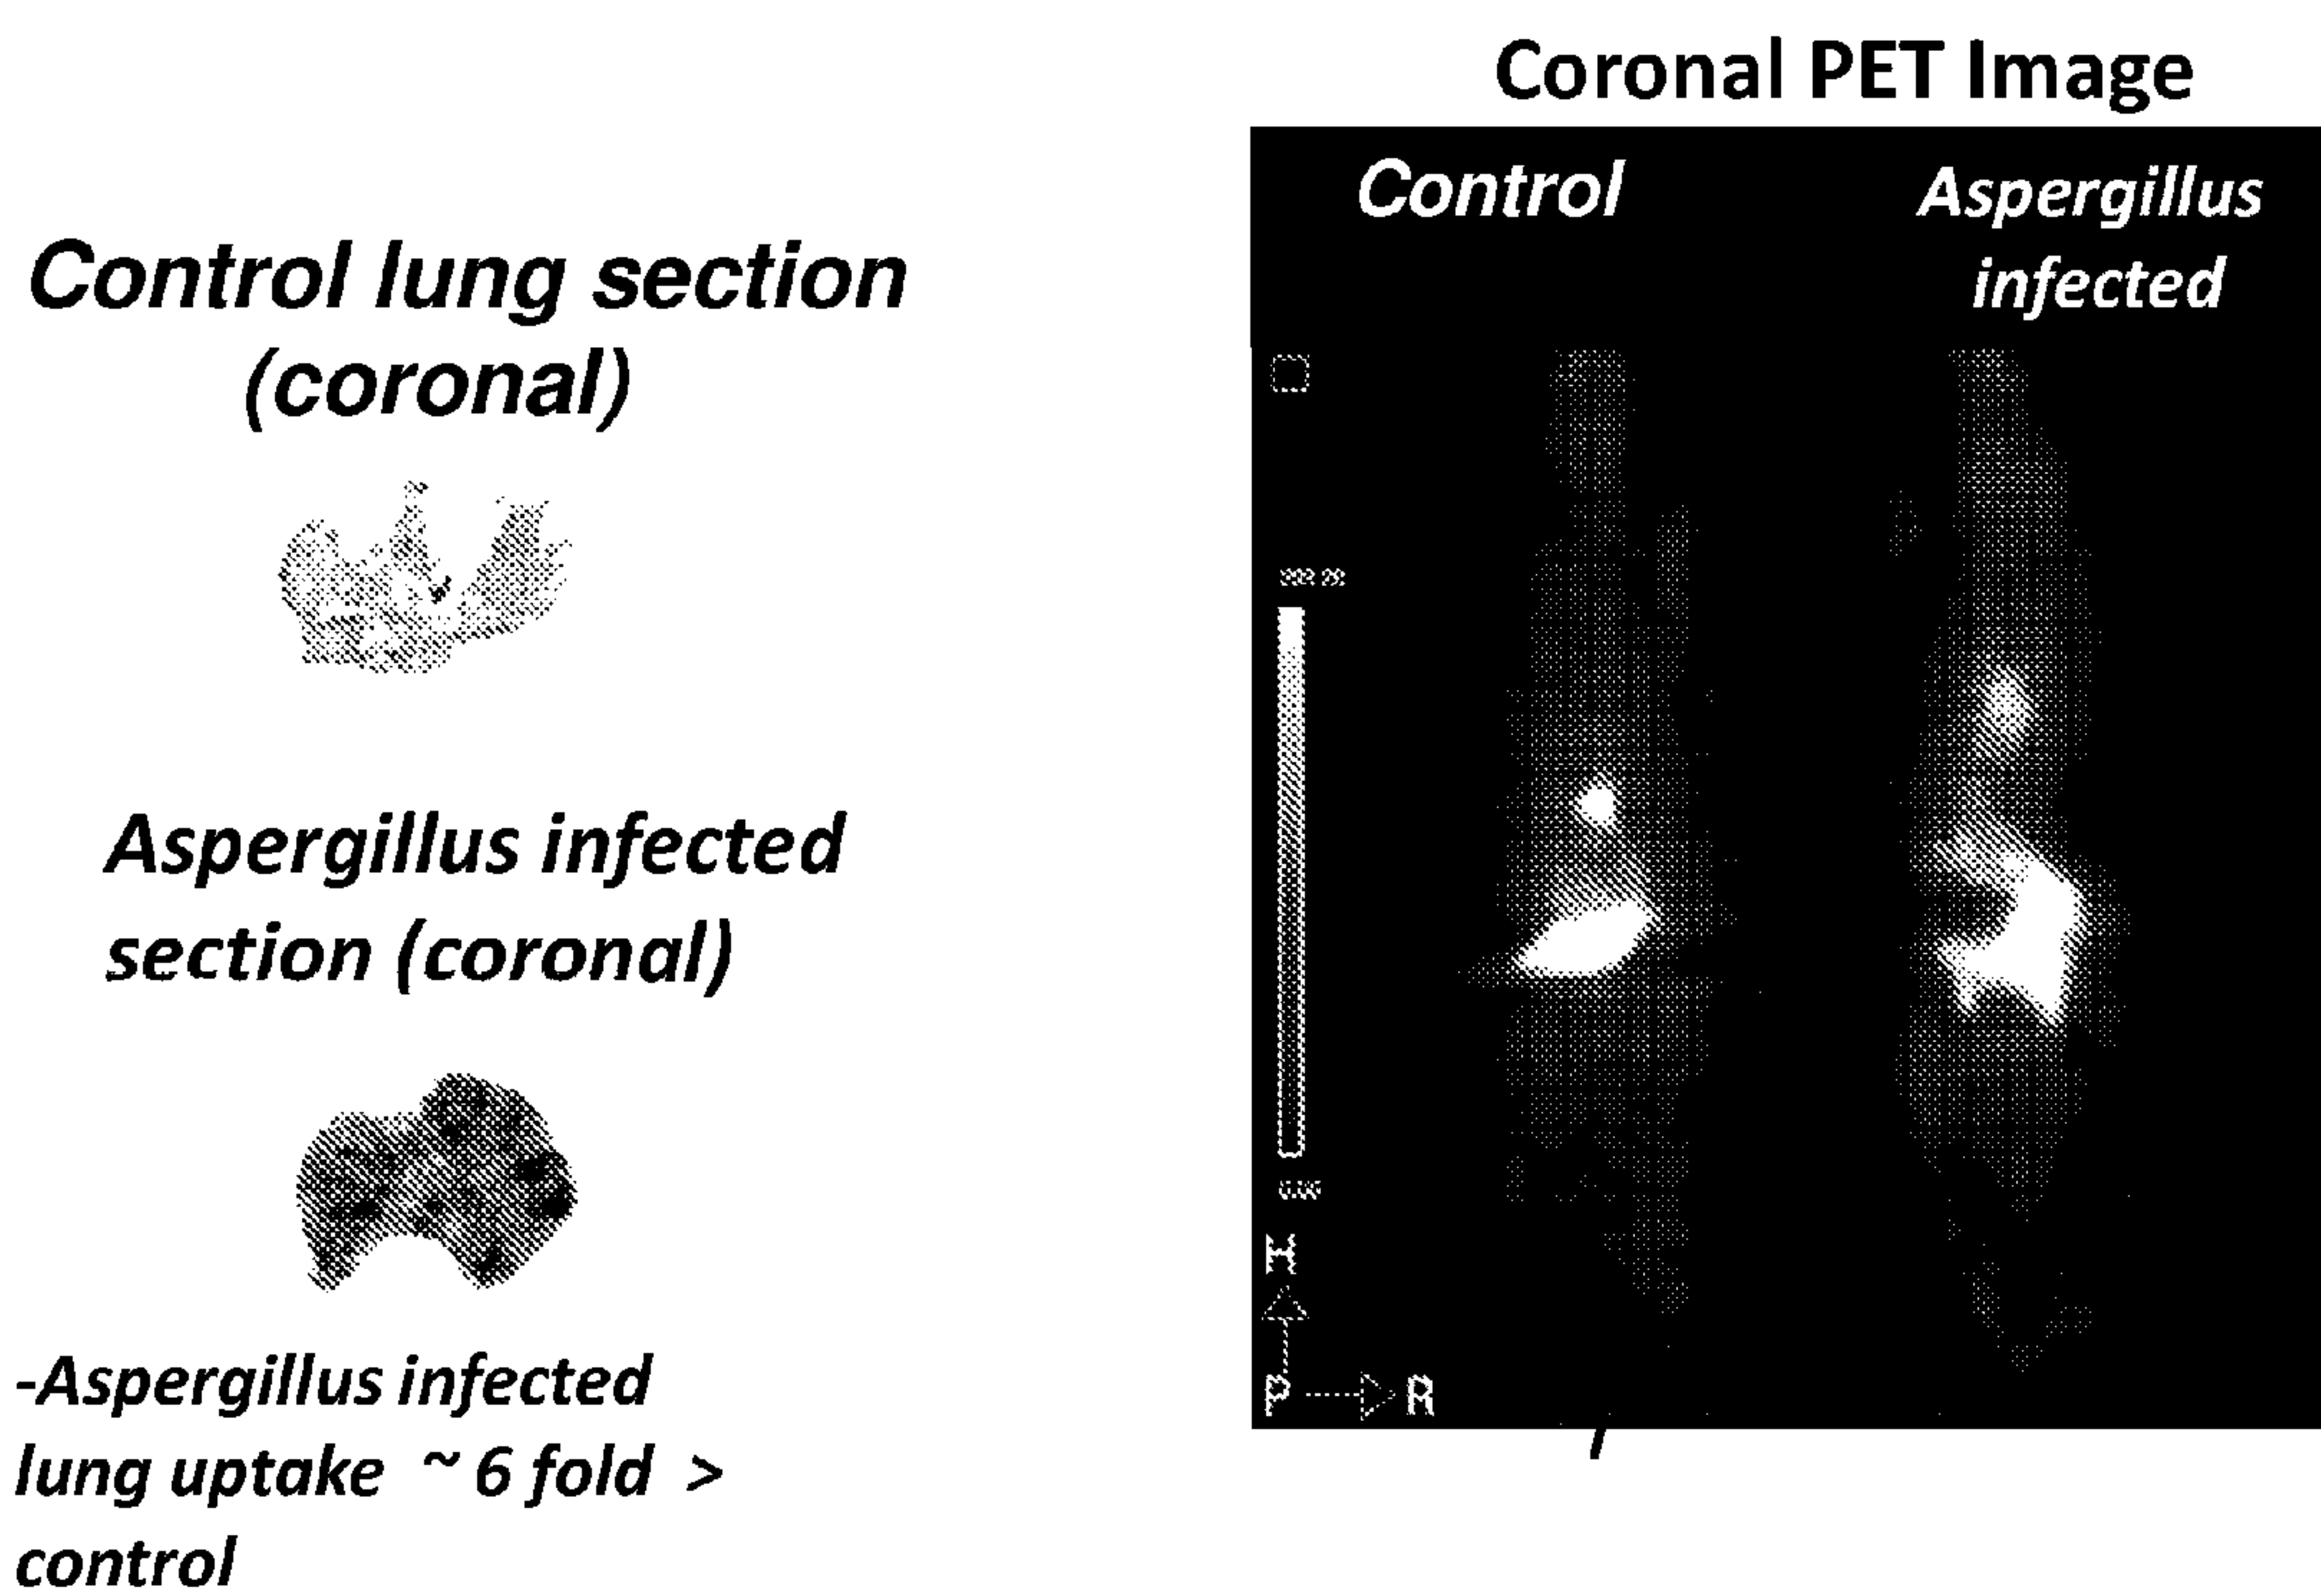 Coronal PET Image
Control
Aspergillus
infected
Control lung section
(coronal)
Aspergillus infected
section (coronal)
H
P
R
-Aspergillus infected
lung uptake ~ 6 fold >
control